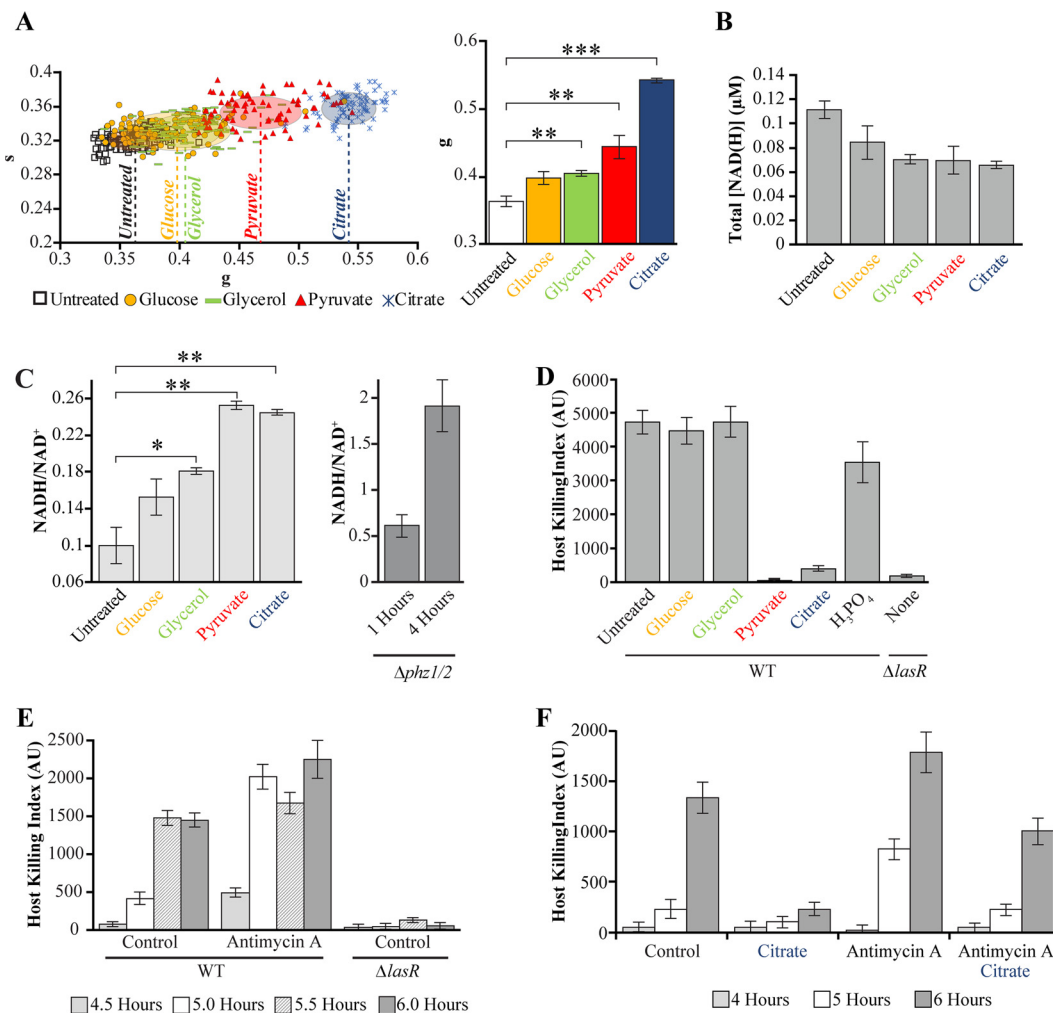 A
B
0.4
0.36
0.32
0.28
0.24
0.2
s
0.3
0.35
0.4
0.45
0.5
0.55
0.6
g
Untreated
Glucose
Glycerol
Pyruvate
Citrate
Untreated Glucose Glycerol Pyruvate Citrate
0.6
0.5
0.4
0.3
g
***
**
**
Untreated
Glucose
Glycerol
Pyruvate
Citrate
0.14
0.12
0.1
0.08
0.06
0.04
0.02
0
Total [NAD(H)] (µM)
Untreated
Glucose
Glycerol
Pyruvate
Citrate
C
0.26
0.22
0.18
0.14
0.1
0.06
NADH/NAD+
**
**
*
Untreated
Glucose
Glycerol
Pyruvate
Citrate
2
1.5
1
0.5
0
NADH/NAD+
1 Hours
4 Hours
Δphz1/2
D
6000
5000
4000
3000
2000
1000
0
Host KillingIndex (AU)
Untreated
Glucose
Glycerol
Pyruvate
Citrate
H3PO4
None
WT
ΔlasR
E
2500
2000
1500
1000
500
0
Host Killing Index (AU)
Control
Antimycin A
Control
WT
ΔlasR
4.5 Hours 5.0 Hours 5.5 Hours 6.0 Hours
F
2000
1500
1000
500
0
Host KillingIndex (AU)
Control
Citrate
Antimycin A
Antimycin A
Citrate
4 Hours 5 Hours 6 Hours